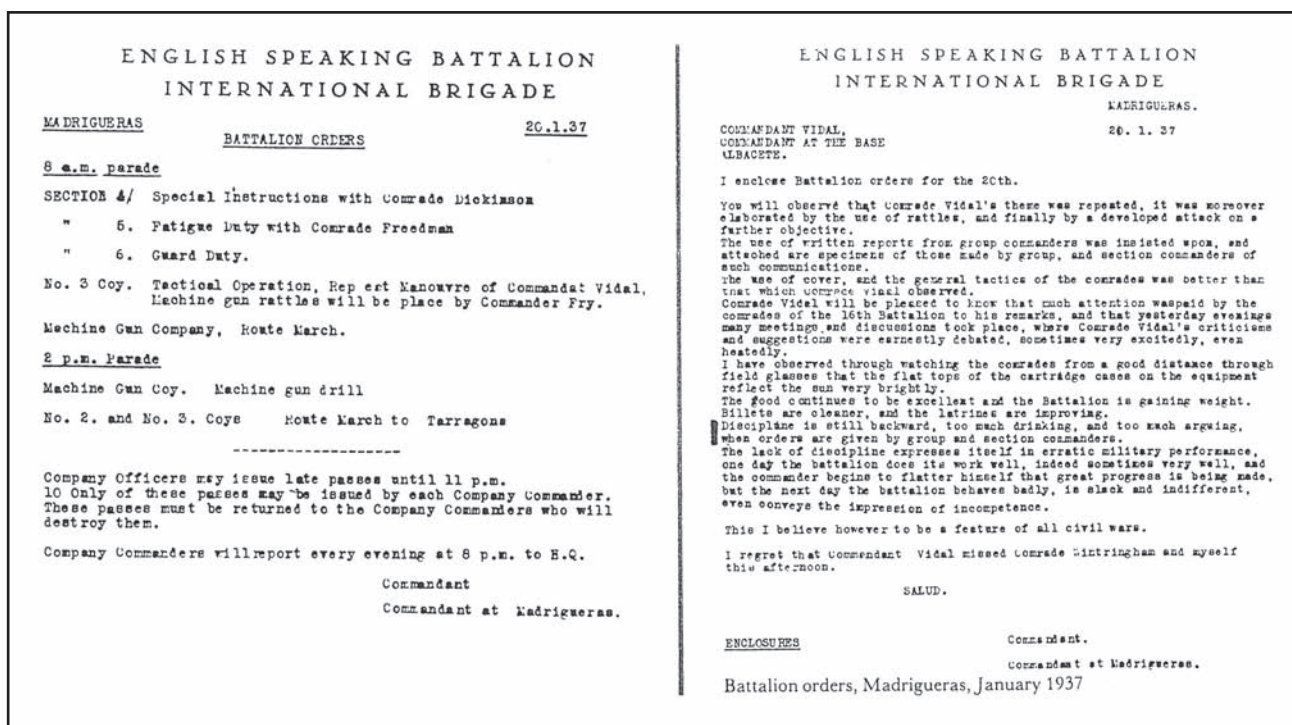 ENGLISH SPEAKING BATTALION
INTERNATIONAL BRIGADE
MADRIGUERAS
20.1.37
BATTALION ORDERS
8 a.m. parade
SECTION 4/ Special Instructions with Comrade Dickinson
" 5. Fatigue Duty with Comrade Freedman
" 6. Guard Duty.
No. 3 Coy. Tactical Operation, Rep ert Manouvre of Commandat Vidal,
Machine gun rattles will be place by Commander Fry.
Machine Gun Company, Route March.
2 p.m. Parade
Machine Gun Coy. Machine gun drill
No. 2. and No. 3. Coys Route March to Tarragona
-------------------
Company Officers may issue late passes until 11 p.m.
10 Only of these passes may be issued by each Company Commander.
These passes must be returned to the Company Commanders who will
destroy them.
Company Commanders willreport every evening at 8 p.m. to H.Q.
Commandant
Commandant at Madrigueras.
ENGLISH SPEAKING BATTALION
INTERNATIONAL BRIGADE
MADRIGUERAS.
20. 1. 37
COMMANDANT VIDAL,
COMMANDANT AT THE BASE
ALBACETE.
I enclose Battalion orders for the 20th.
You will observed that Comrade Vidal's theme was repeated, it was moreover
elaborated by the use of rattles, and finally by a developed attack on a
further objective.
The use of written reports from group commanders was insisted upon, and
attached are specimens of those made by group, and section commanders of
such communications.
The use of cover, and the general tactics of the comrades was better than
that which comrade Vidal observed.
Comrade Vidal will be pleased to know that much attention waspaid by the
comrades of the 16th Battalion to his remarks, and that yesterday evenings
many meetings and discussions took place, where Comrade Vidal's criticisms
and suggestions were earnestly debated, sometimes very excitedly, even
heatedly.
I have observed through watching the comrades from a good distance through
field glasses that the flat tops of the cartridge cases on the equipment
reflect the sun very brightly.
The good continues to be excellent and the Battalion is gaining weight.
Billets are cleaner, and the latrines are improving.
Discipline is still backward, too much drinking, and too much arguing,
when orders are given by group and section commanders.
The lack of discipline expresses itself in erratic military performance,
one day the battalion does its work well, indeed sometimes very well, and
the commander begins to flatter himself that great progress is being made,
but the next day the battalion behaves badly, is slack and indifferent,
even conveys the impression of incompetence.
This I believe however to be a feature of all civil wars.
I regret that Commandent Vidal missed Comrade Wintringham and myself
this afternoon.
SALUD.
ENCLOSURES
Commandant.
Commandant at Madrigueras.
Battalion orders, Madrigueras, January 1937